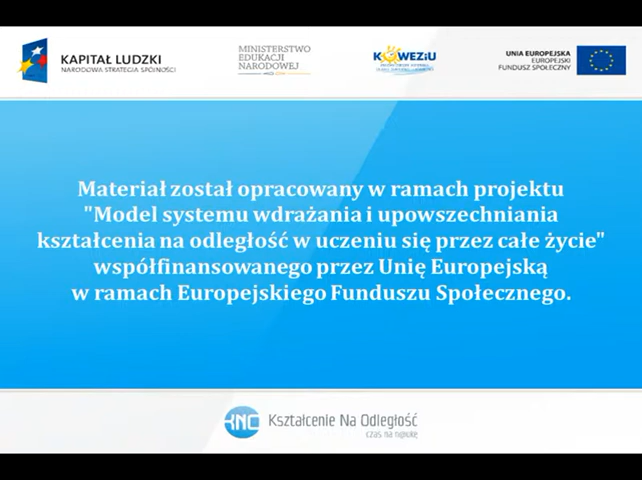 KAPITAŁ LUDZKI
NARODOWA STRATEGIA SPÓJNOŚCI
MINISTERSTWO
EDUKACJI
NARODOWEJ
KOWEZiU
UNIA EUROPEJSKA
EUROPEJSKI
FUNDUSZ SPOŁECZNY
Materiał został opracowany w ramach projektu
"Model systemu wdrażania i upowszechniania
kształcenia na odległość w uczeniu się przez całe życie"
współfinansowanego przez Unię Europejską
w ramach Europejskiego Funduszu Społecznego.
KNO Kształcenie Na Odległość
czas na naukę